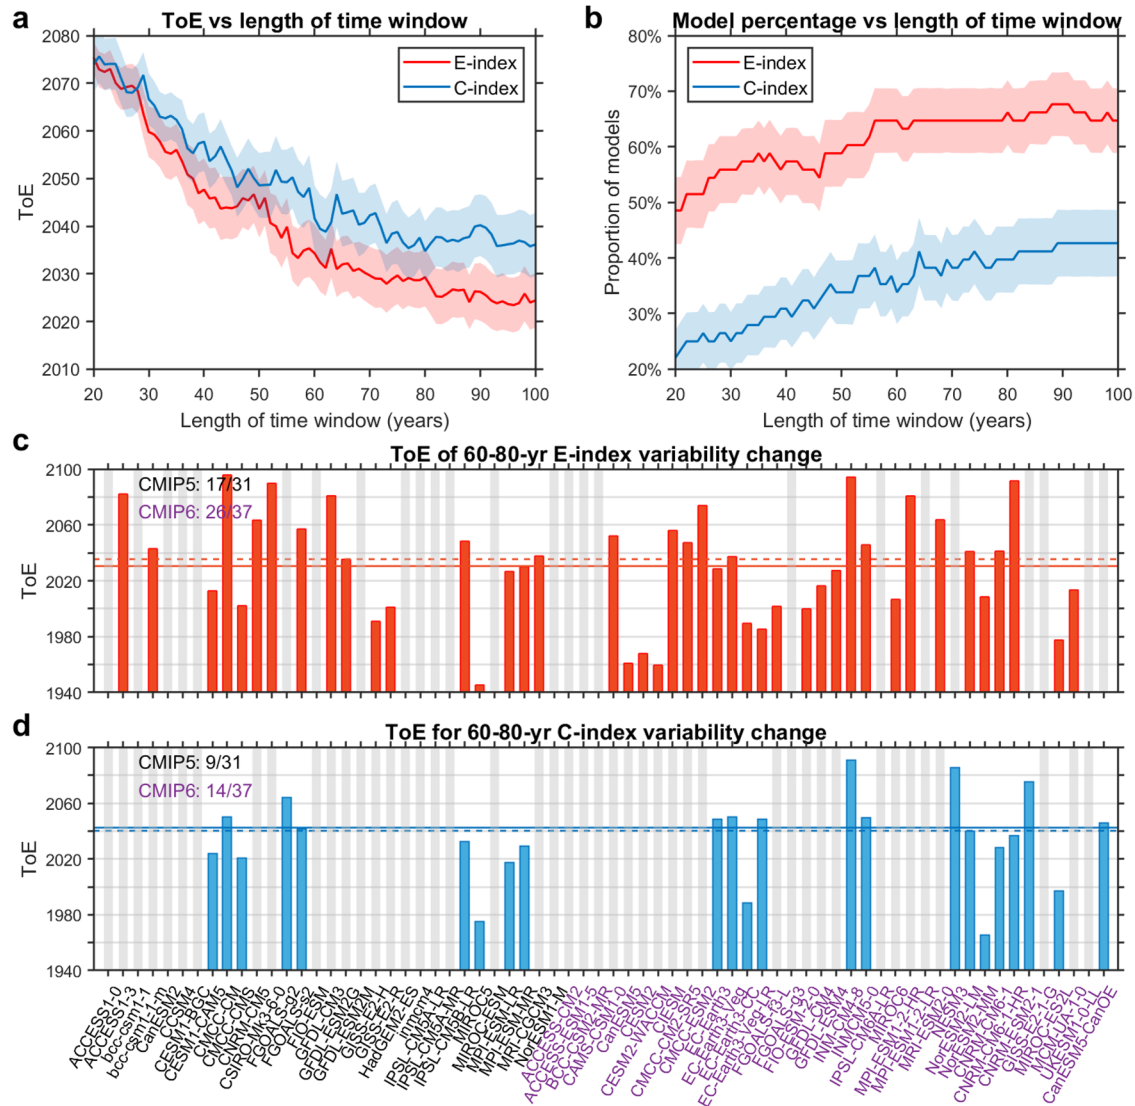 a
ToE vs length of time window
2080
2070
2060
2050
2040
2030
2020
2010
ToE
E-index
C-index
20 30 40 50 60 70 80 90 100
Length of time window (years)
b
Model percentage vs length of time window
80%
70%
60%
50%
40%
30%
20%
Proportion of models
E-index
C-index
20 30 40 50 60 70 80 90 100
Length of time window (years)
c
ToE of 60-80-yr E-index variability change
2100
2060
2020
1980
1940
ToE
CMIP5: 17/31
CMIP6: 26/37
d
ToE for 60-80-yr C-index variability change
2100
2060
2020
1980
1940
ToE
CMIP5: 9/31
CMIP6: 14/37
ACCESS1-0
ACCESS1-3
bcc-csm1-1
bcc-csm1-1-m
CanESM2
CCSM4
CESM1-BGC
CESM1-CAM5
CMCC-CM
CMCC-CMS
CNRM-CM5
CSIRO-Mk3-6-0
FGOALS-g2
FGOALS-s2
FIO-ESM
GFDL-CM3
GFDL-ESM2G
GFDL-ESM2M
GISS-E2-H
GISS-E2-R
HadGEM2-ES
inmcm4
IPSL-CM5A-LR
IPSL-CM5A-MR
IPSL-CM5B-LR
MIROC5
MIROC-ESM
MPI-ESM-LR
MPI-ESM-MR
MRI-CGCM3
NorESM1-M
ACCESS-CM2
ACCESS-ESM1-5
BCC-CSM2-MR
CAMS-CSM1-0
CanESM5
CESM2
CESM2-WACCM
CMCC-CM2-SR5
CMCC-ESM2
EC-Earth3
EC-Earth3-Veg
EC-Earth3-CC
EC-Earth3-Veg-LR
FGOALS-f3-L
FGOALS-g3
FIO-ESM-2-0
GFDL-CM4
GFDL-ESM4
INM-CM4-8
INM-CM5-0
IPSL-CM6A-LR
MIROC6
MPI-ESM1-2-HR
MPI-ESM1-2-LR
MRI-ESM2-0
NESM3
NorESM2-LM
NorESM2-MM
CNRM-CM6-1
CNRM-CM6-1-HR
CNRM-ESM2-1
GISS-E2-1-G
MIROC-ES2L
MCM-UA-1-0
UKESM1-0-LL
CanESM5-CanOE